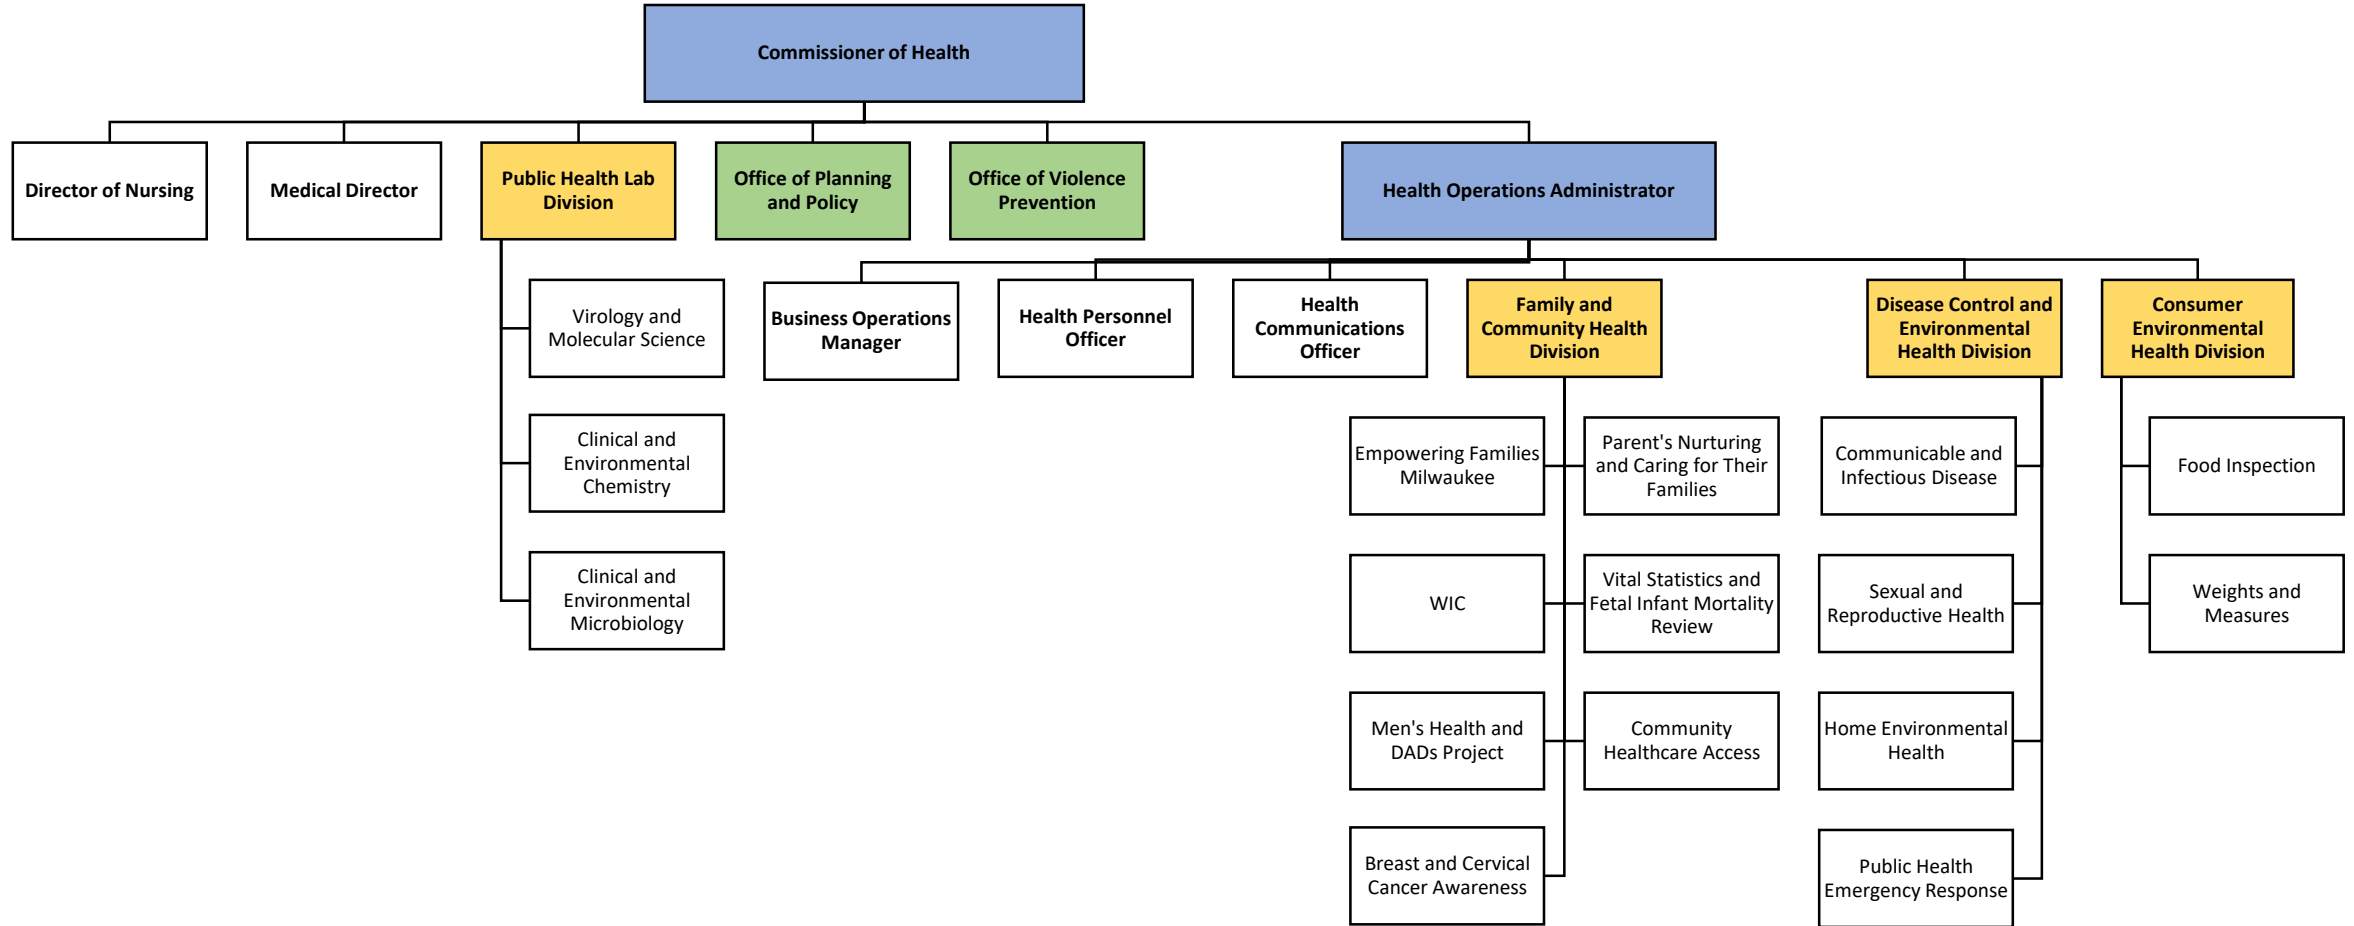 Commissioner of Health
Director of Nursing
Medical Director
Public Health Lab
Division
Office of Planning
and Policy
Office of Violence
Prevention
Health Operations Administrator
Virology and
Molecular Science
Clinical and
Environmental
Chemistry
Clinical and
Environmental
Microbiology
Business Operations
Manager
Health Personnel
Officer
Health
Communications
Officer
Family and
Community Health
Division
Disease Control and
Environmental
Health Division
Consumer
Environmental
Health Division
Empowering Families
Milwaukee
Parent's Nurturing
and Caring for Their
Families
WIC
Vital Statistics and
Fetal Infant Mortality
Review
Men's Health and
DADs Project
Community
Healthcare Access
Breast and Cervical
Cancer Awareness
Communicable and
Infectious Disease
Sexual and
Reproductive Health
Home Environmental
Health
Public Health
Emergency Response
Food Inspection
Weights and
Measures